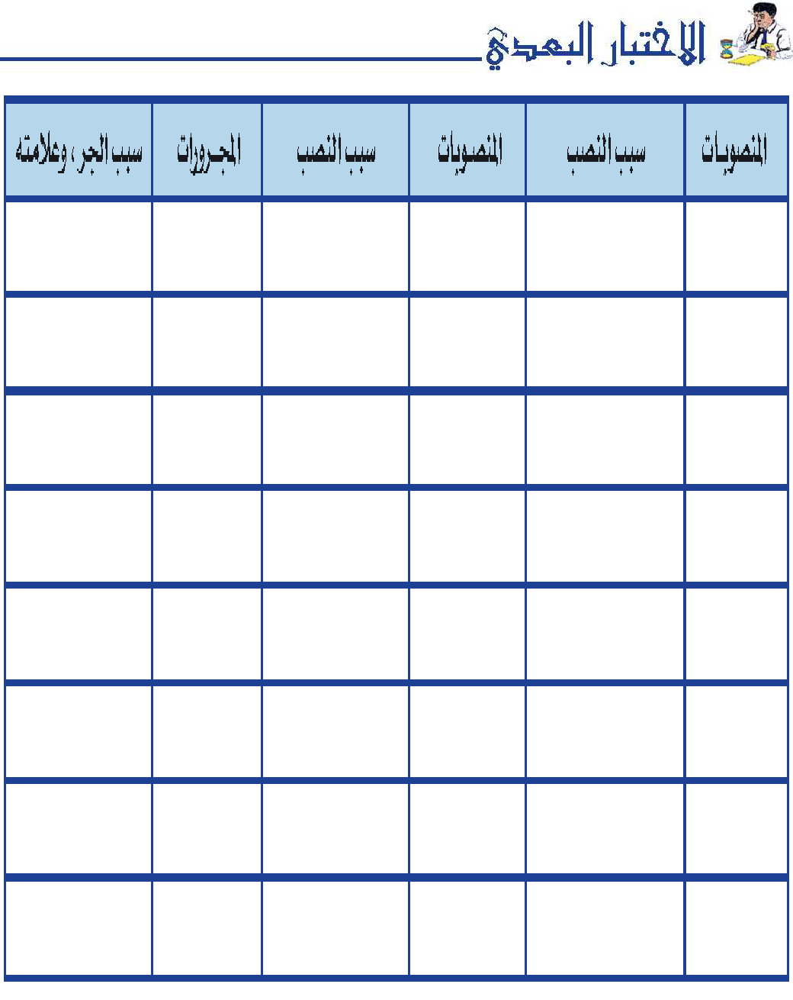 الاختبار البعدي
المنصوبات سبب النصب المنصوبات سبب النصب المجرورات سبب الجر ، وعلامته